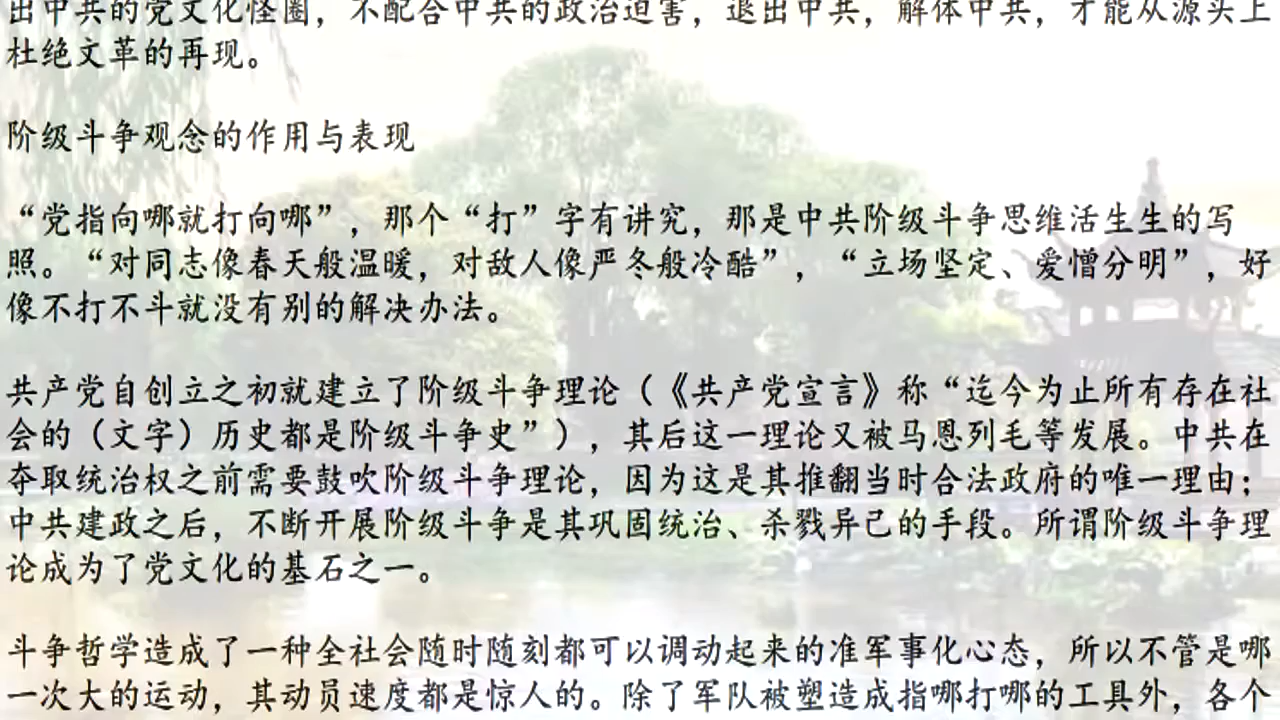 出中共的党文化怪圈，不配合中共的政治迫害，退出中共，解体中共，才能从源头上
杜绝文革的再现。
阶级斗争观念的作用与表现
“党指向哪就打向哪”，那个“打”字有讲究，那是中共阶级斗争思维活生生的写
照。“对同志像春天般温暖，对敌人像严冬般冷酷”，“立场坚定、爱憎分明”，好
像不打不斗就没有别的解决办法。
共产党自创立之初就建立了阶级斗争理论（《共产党宣言》称“迄今为止所有存在社
会的（文字）历史都是阶级斗争史”），其后这一理论又被马恩列毛等发展。中共在
夺取统治权之前需要鼓吹阶级斗争理论，因为这是其推翻当时合法政府的唯一理由；
中共建政之后，不断开展阶级斗争是其巩固统治、杀戮异己的手段。所谓阶级斗争理
论成为了党文化的基石之一。
斗争哲学造成了一种全社会随时随刻都可以调动起来的准军事化心态，所以不管是哪
一次大的运动，其动员速度都是惊人的。除了军队被塑造成指哪打哪的工具外，各个